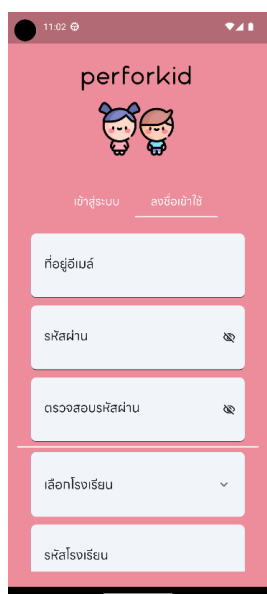 11:02
perforkid
เข้าสู่ระบบ ลงชื่อเข้าใช้
ที่อยู่อีเมล์
รหัสผ่าน
ตรวจสอบรหัสผ่าน
เลือกโรงเรียน
รหัสโรงเรียน